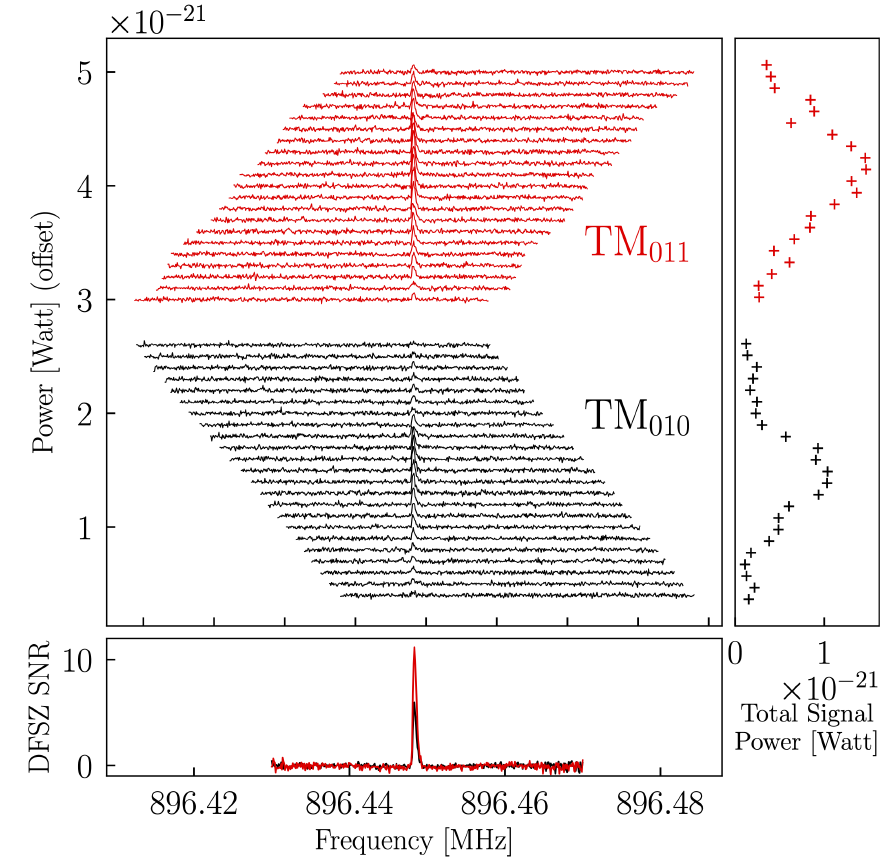 ×10⁻²¹
5
4
3
2
1
Power [Watt] (offset)
TM₀₁₁
TM₀₁₀
0 1
×10⁻²¹
Total Signal
Power [Watt]
DFSZ SNR
10
0
896.42 896.44 896.46 896.48
Frequency [MHz]